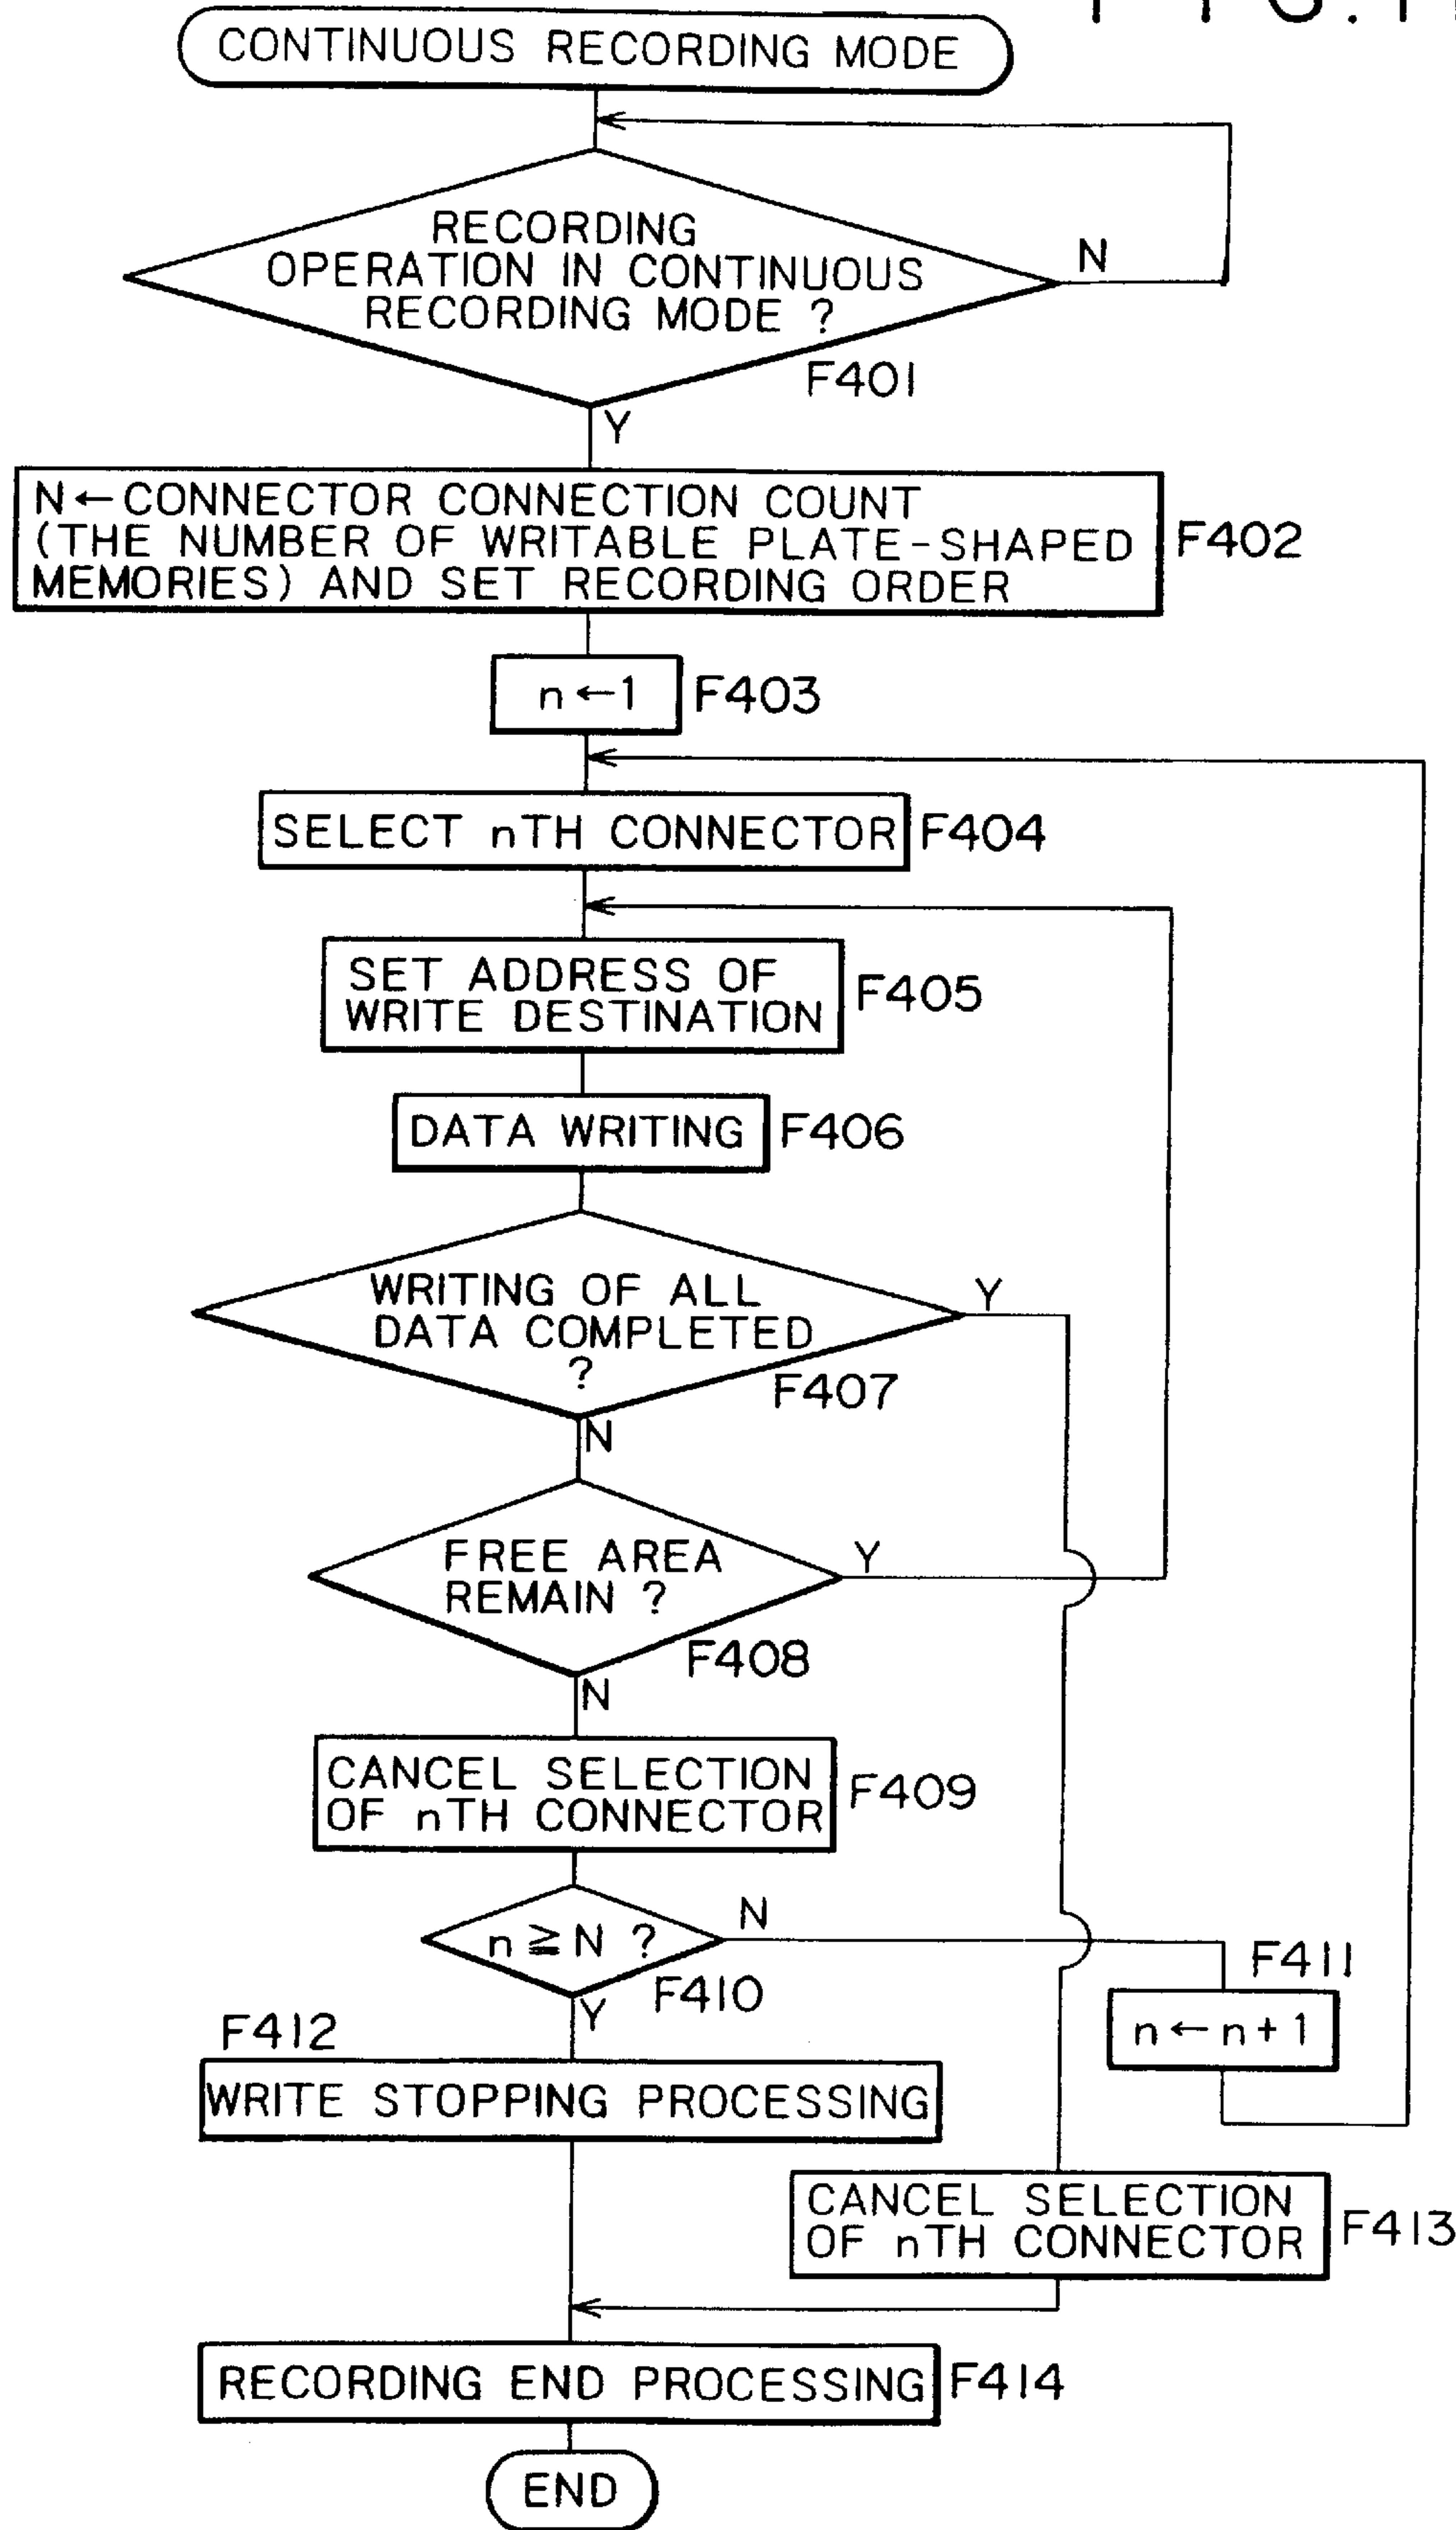 FIG.1
CONTINUOUS RECORDING MODE
RECORDING
OPERATION IN CONTINUOUS
RECORDING MODE ?
N
F401
Y
N←CONNECTOR CONNECTION COUNT
(THE NUMBER OF WRITABLE PLATE-SHAPED
MEMORIES) AND SET RECORDING ORDER
F402
n←1
F403
SELECT nTH CONNECTOR
F404
SET ADDRESS OF
WRITE DESTINATION
F405
DATA WRITING
F406
WRITING OF ALL
DATA COMPLETED
?
Y
F407
N
FREE AREA
REMAIN ?
Y
F408
N
CANCEL SELECTION
OF nTH CONNECTOR
F409
n≧N ?
N
F410
Y
F411
n←n+1
F412
WRITE STOPPING PROCESSING
CANCEL SELECTION
OF nTH CONNECTOR
F413
RECORDING END PROCESSING
F414
END